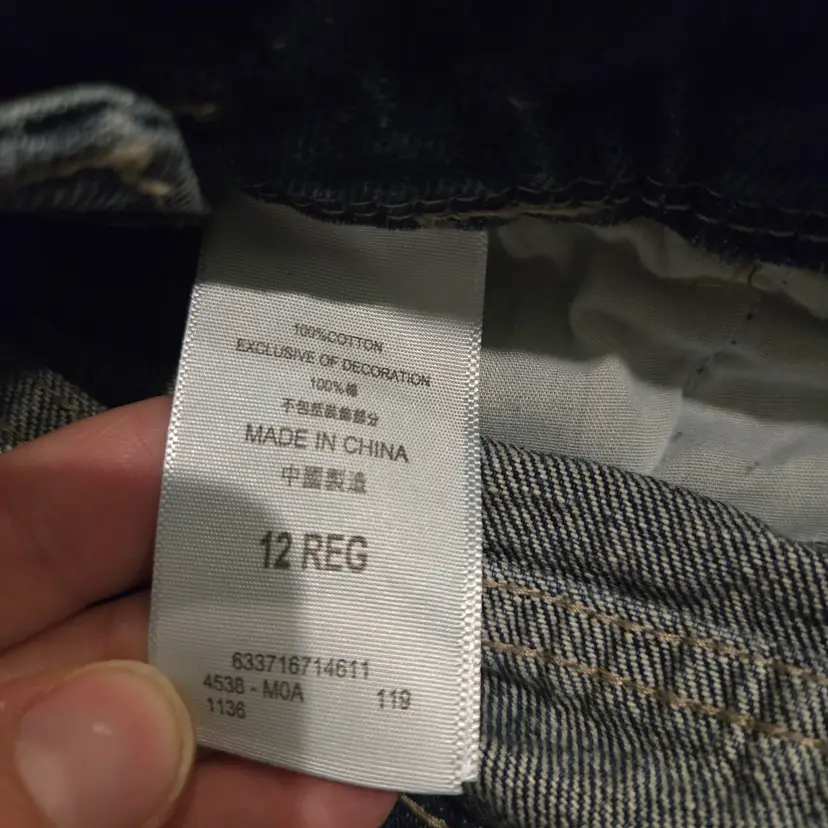 100%COTTON
EXCLUSIVE OF DECORATION
100%棉
不包括裝飾部分
MADE IN CHINA
中國製造
12 REG
633716714611
4538 - M0A 119
1136